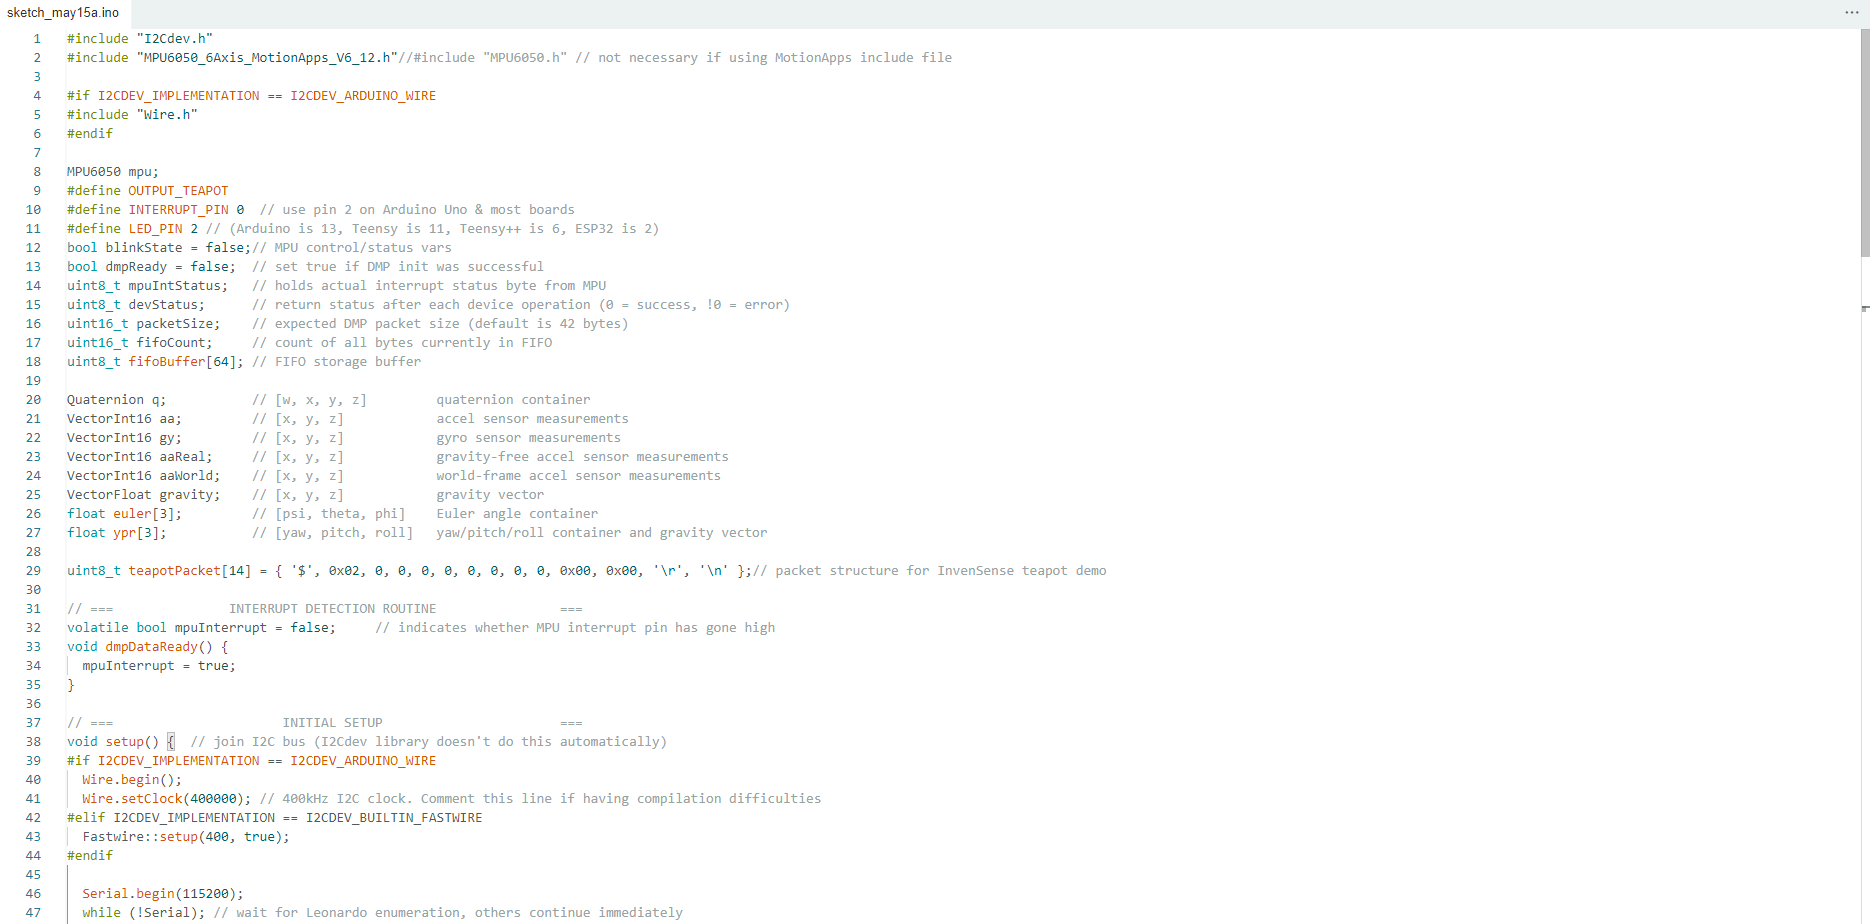 sketch_may15a.ino
...
1 #include "I2Cdev.h"
2 #include "MPU6050_6Axis_MotionApps_V6_12.h"//#include "MPU6050.h" // not necessary if using MotionApps include file
3
4 #if I2CDEV_IMPLEMENTATION == I2CDEV_ARDUINO_WIRE
5 #include "Wire.h"
6 #endif
7
8 MPU6050 mpu;
9 #define OUTPUT_TEAPOT
10 #define INTERRUPT_PIN 0  // use pin 2 on Arduino Uno & most boards
11 #define LED_PIN 2 // (Arduino is 13, Teensy is 11, Teensy++ is 6, ESP32 is 2)
12 bool blinkState = false;// MPU control/status vars
13 bool dmpReady = false;  // set true if DMP init was successful
14 uint8_t mpuIntStatus;   // holds actual interrupt status byte from MPU
15 uint8_t devStatus;      // return status after each device operation (0 = success, !0 = error)
16 uint16_t packetSize;    // expected DMP packet size (default is 42 bytes)
17 uint16_t fifoCount;     // count of all bytes currently in FIFO
18 uint8_t fifoBuffer[64]; // FIFO storage buffer
19
20 Quaternion q;           // [w, x, y, z]         quaternion container
21 VectorInt16 aa;         // [x, y, z]            accel sensor measurements
22 VectorInt16 gy;         // [x, y, z]            gyro sensor measurements
23 VectorInt16 aaReal;     // [x, y, z]            gravity-free accel sensor measurements
24 VectorInt16 aaWorld;    // [x, y, z]            world-frame accel sensor measurements
25 VectorFloat gravity;    // [x, y, z]            gravity vector
26 float euler[3];         // [psi, theta, phi]    Euler angle container
27 float ypr[3];           // [yaw, pitch, roll]   yaw/pitch/roll container and gravity vector
28
29 uint8_t teapotPacket[14] = { '$', 0x02, 0, 0, 0, 0, 0, 0, 0, 0, 0x00, 0x00, '\r', '\n' };// packet structure for InvenSense teapot demo
30
31 // ===               INTERRUPT DETECTION ROUTINE                ===
32 volatile bool mpuInterrupt = false;     // indicates whether MPU interrupt pin has gone high
33 void dmpDataReady() {
34   mpuInterrupt = true;
35 }
36
37 // ===                      INITIAL SETUP                       ===
38 void setup() {  // join I2C bus (I2Cdev library doesn't do this automatically)
39 #if I2CDEV_IMPLEMENTATION == I2CDEV_ARDUINO_WIRE
40   Wire.begin();
41   Wire.setClock(400000); // 400kHz I2C clock. Comment this line if having compilation difficulties
42 #elif I2CDEV_IMPLEMENTATION == I2CDEV_BUILTIN_FASTWIRE
43   Fastwire::setup(400, true);
44 #endif
45
46   Serial.begin(115200);
47   while (!Serial); // wait for Leonardo enumeration, others continue immediately